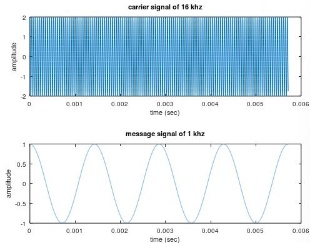 carrier signal of 16 khz
2
1
0
-1
-2
amplitude
0 0.001 0.002 0.003 0.004 0.005 0.006
time (sec)
message signal of 1 khz
1
0.5
0
-0.5
-1
amplitude
0 0.001 0.002 0.003 0.004 0.005 0.006
time (sec)